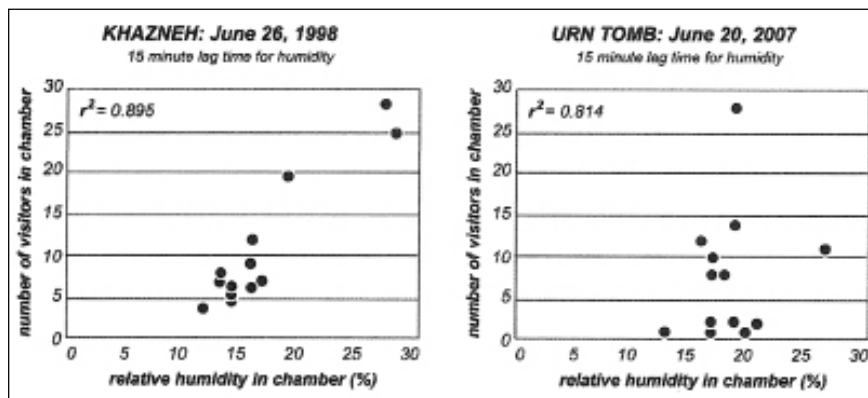 KHAZNEH: June 26, 1998
15 minute lag time for humidity
r² = 0.895
number of visitors in chamber
30
25
20
15
10
5
0
0 5 10 15 20 25 30
relative humidity in chamber (%)
URN TOMB: June 20, 2007
15 minute lag time for humidity
r² = 0.814
number of visitors in chamber
30
25
20
15
10
5
0
0 5 10 15 20 25 30
relative humidity in chamber (%)